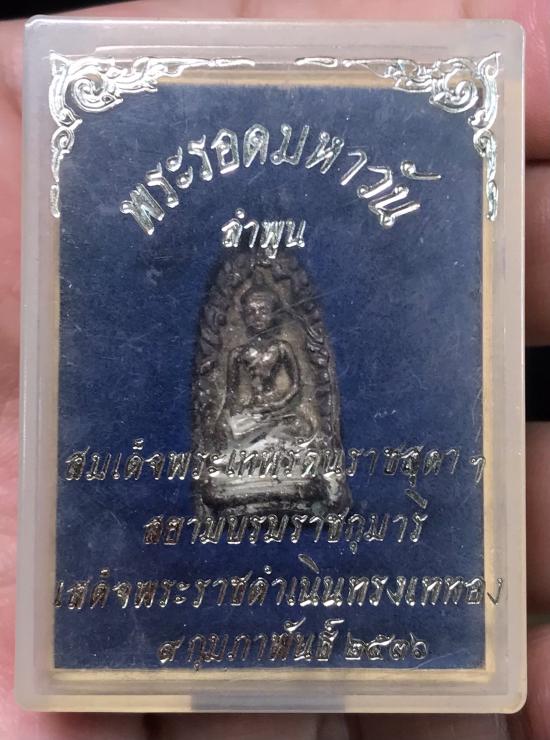 พระรอดมหาวัน
ลำพูน
สมเด็จพระเทพรัตนราชสุดา ฯ
สยามบรมราชกุมารี
เสด็จพระราชดำเนินทรงเททอง
๙ กุมภาพันธ์ ๒๕๓๖